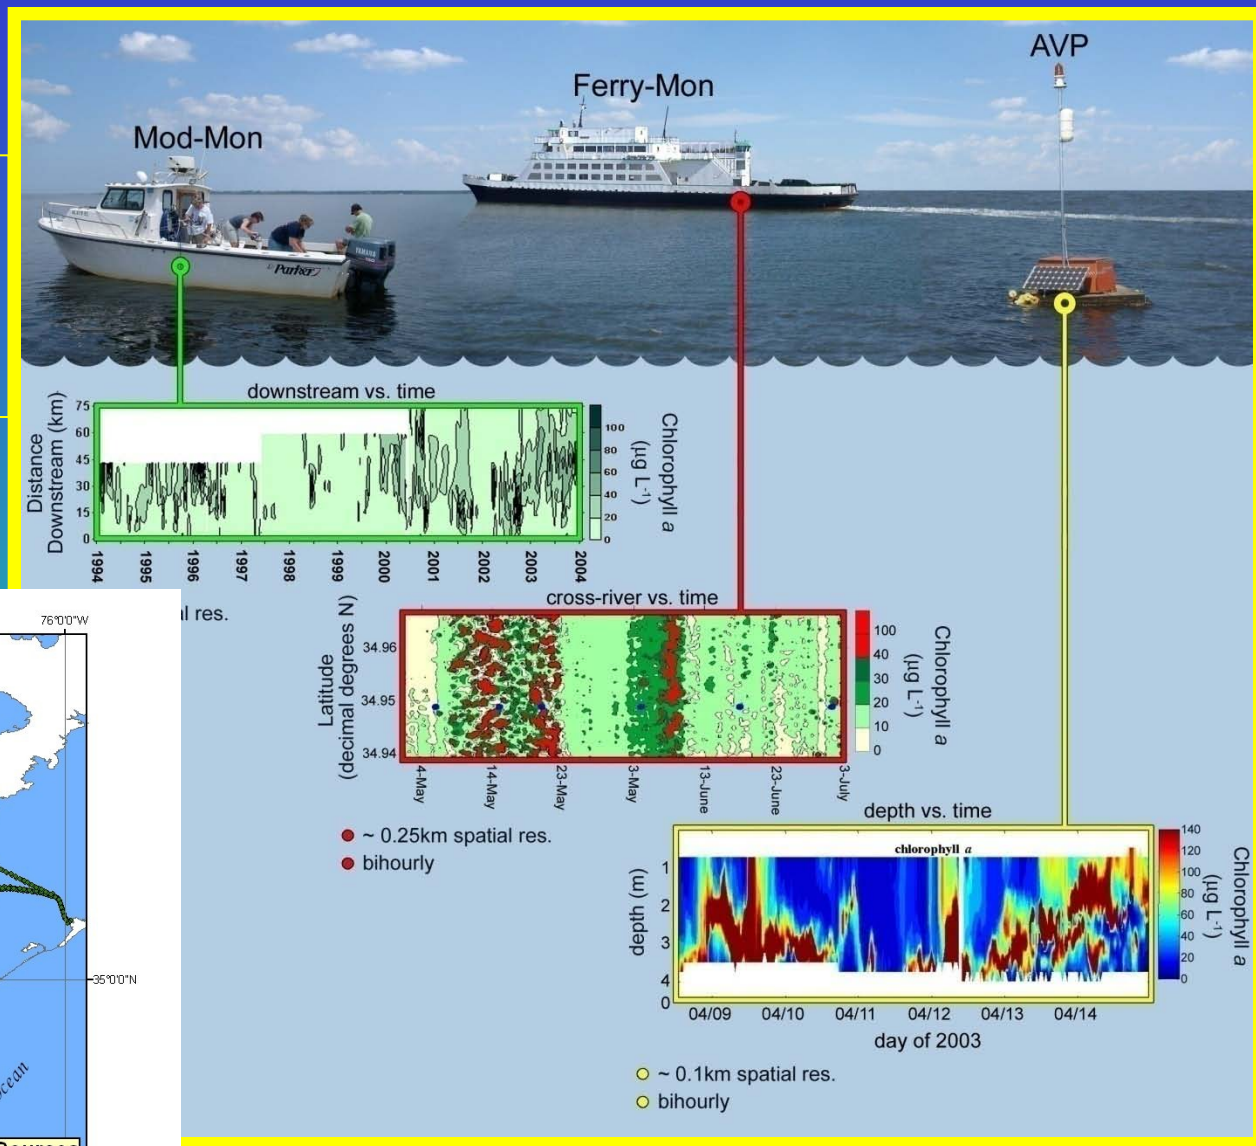 AVP
Ferry-Mon
Mod-Mon
Parker
YAMAHA
downstream vs. time
Distance
Downstream (km)
75
60
45
30
15
0
1994
1995
1996
1997
1998
1999
2000
2001
2002
2003
2004
100
80
60
40
20
0
Chlorophyll a
(µg L⁻¹)
al res.
cross-river vs. time
Latitude
(decimal degrees N)
34.96
34.95
34.94
4-May
14-May
23-May
3-May
13-June
23-June
3-July
100
40
30
20
10
0
Chlorophyll a
(µg L⁻¹)
~ 0.25km spatial res.
bihourly
depth vs. time
chlorophyll a
depth (m)
1
2
3
4
0
04/09
04/10
04/11
04/12
04/13
04/14
day of 2003
140
120
100
80
60
40
20
0
Chlorophyll a
(µg L⁻¹)
~ 0.1km spatial res.
bihourly
76°0'0"W
35°0'0"N
cean